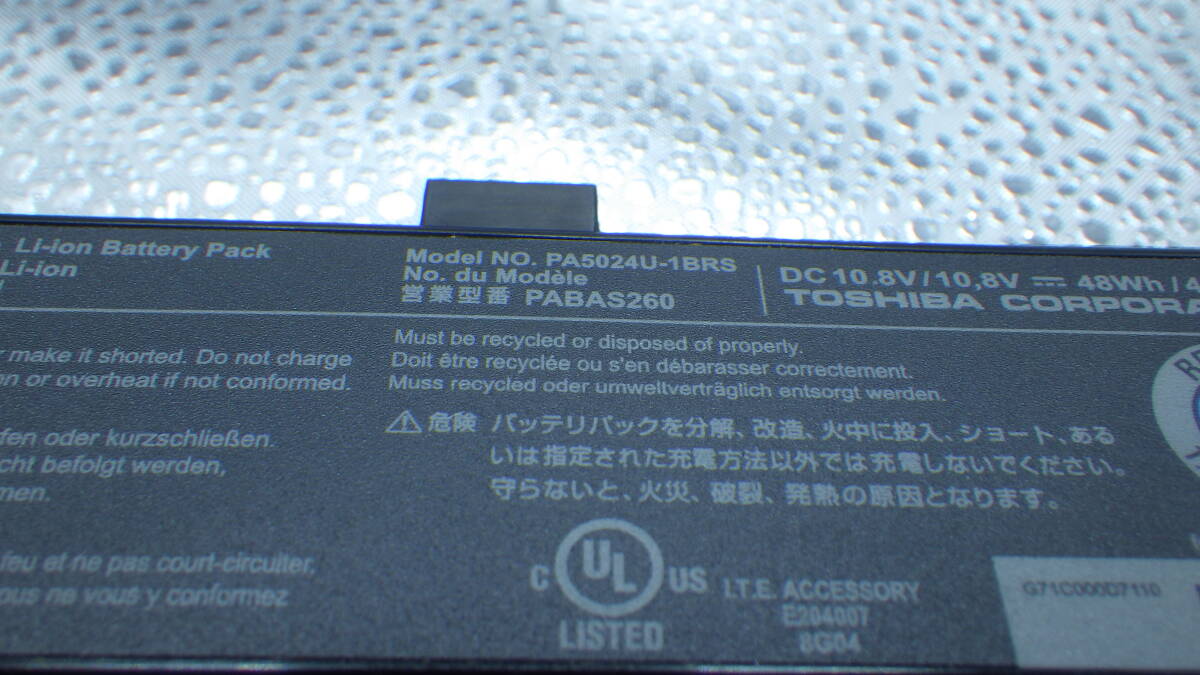 Li-ion Battery Pack
Li-ion
Model NO. PA5024U-1BRS
No. du Modèle
営業型番 PABAS260
DC 10.8V/10,8V ⎓ 48Wh/4
TOSHIBA CORPORA
make it shorted. Do not charge
on or overheat if not conformed.
fen oder kurzschließen.
cht befolgt werden,
men.
feu et ne pas court-circuiter,
ous ne vous y conformez
Must be recycled or disposed of properly.
Doit être recyclée ou s'en débarasser correctement.
Muss recycled oder umweltverträglich entsorgt werden.
⚠危険 バッテリパックを分解、改造、火中に投入、ショート、ある
いは指定された充電方法以外では充電しないでください。
守らないと、火災、破裂、発熱の原因となります。
C UL US
LISTED
I.T.E. ACCESSORY
E204007
8G04
G71C000D7110